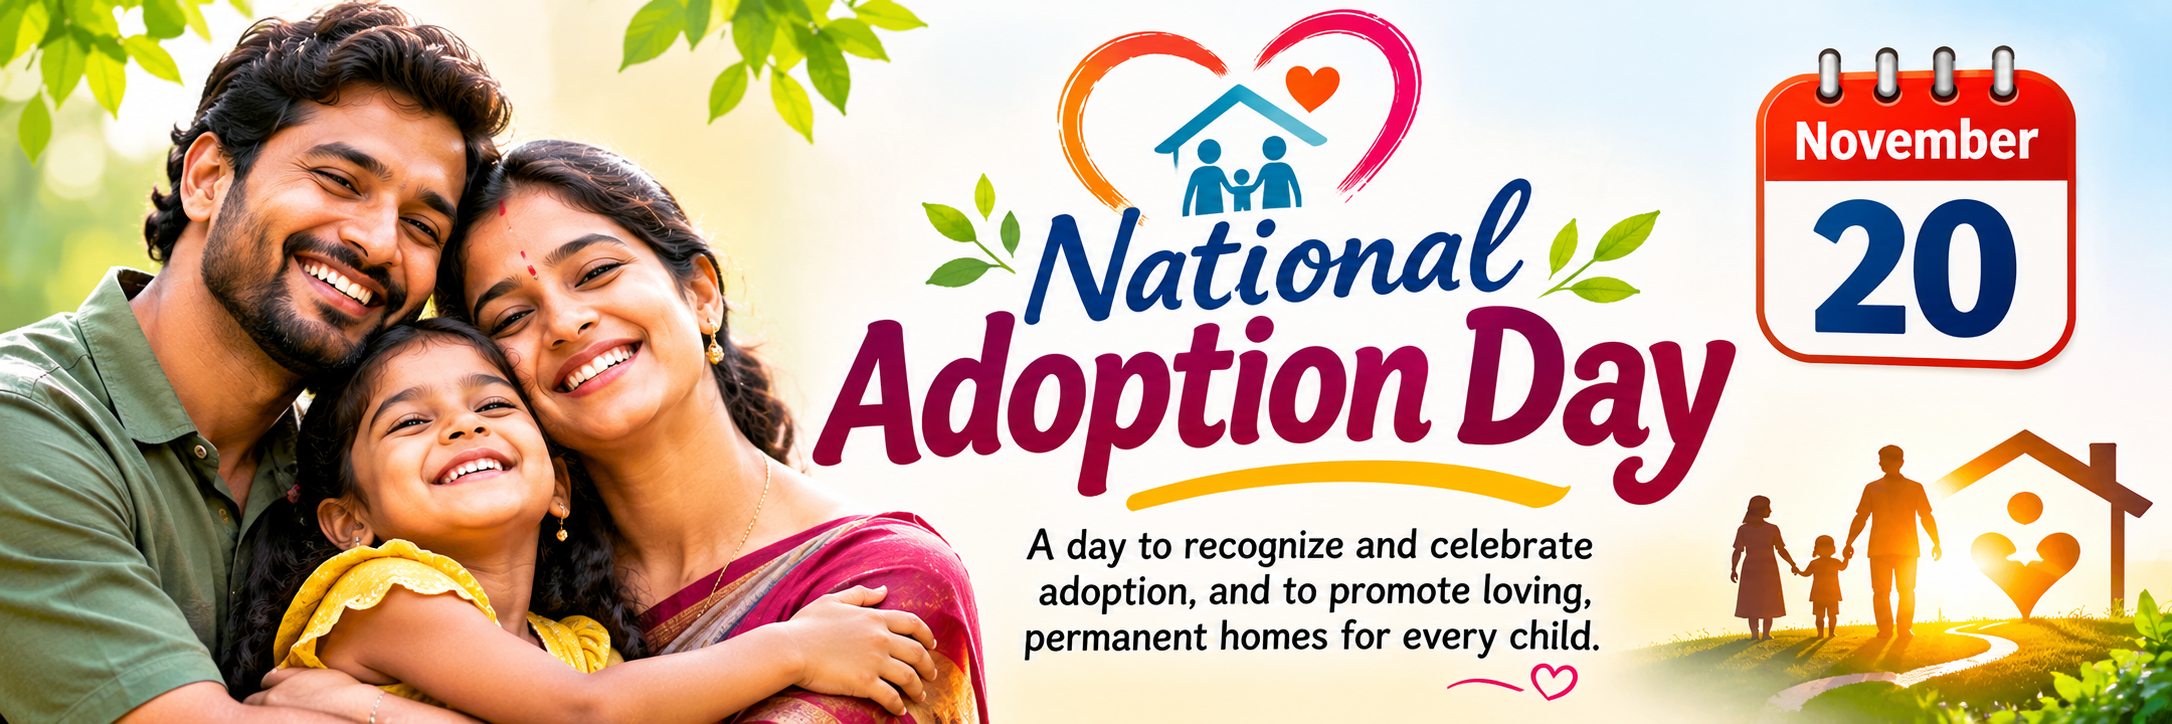 National
Adoption Day
A day to recognize and celebrate
adoption, and to promote loving,
permanent homes for every child.
November
20